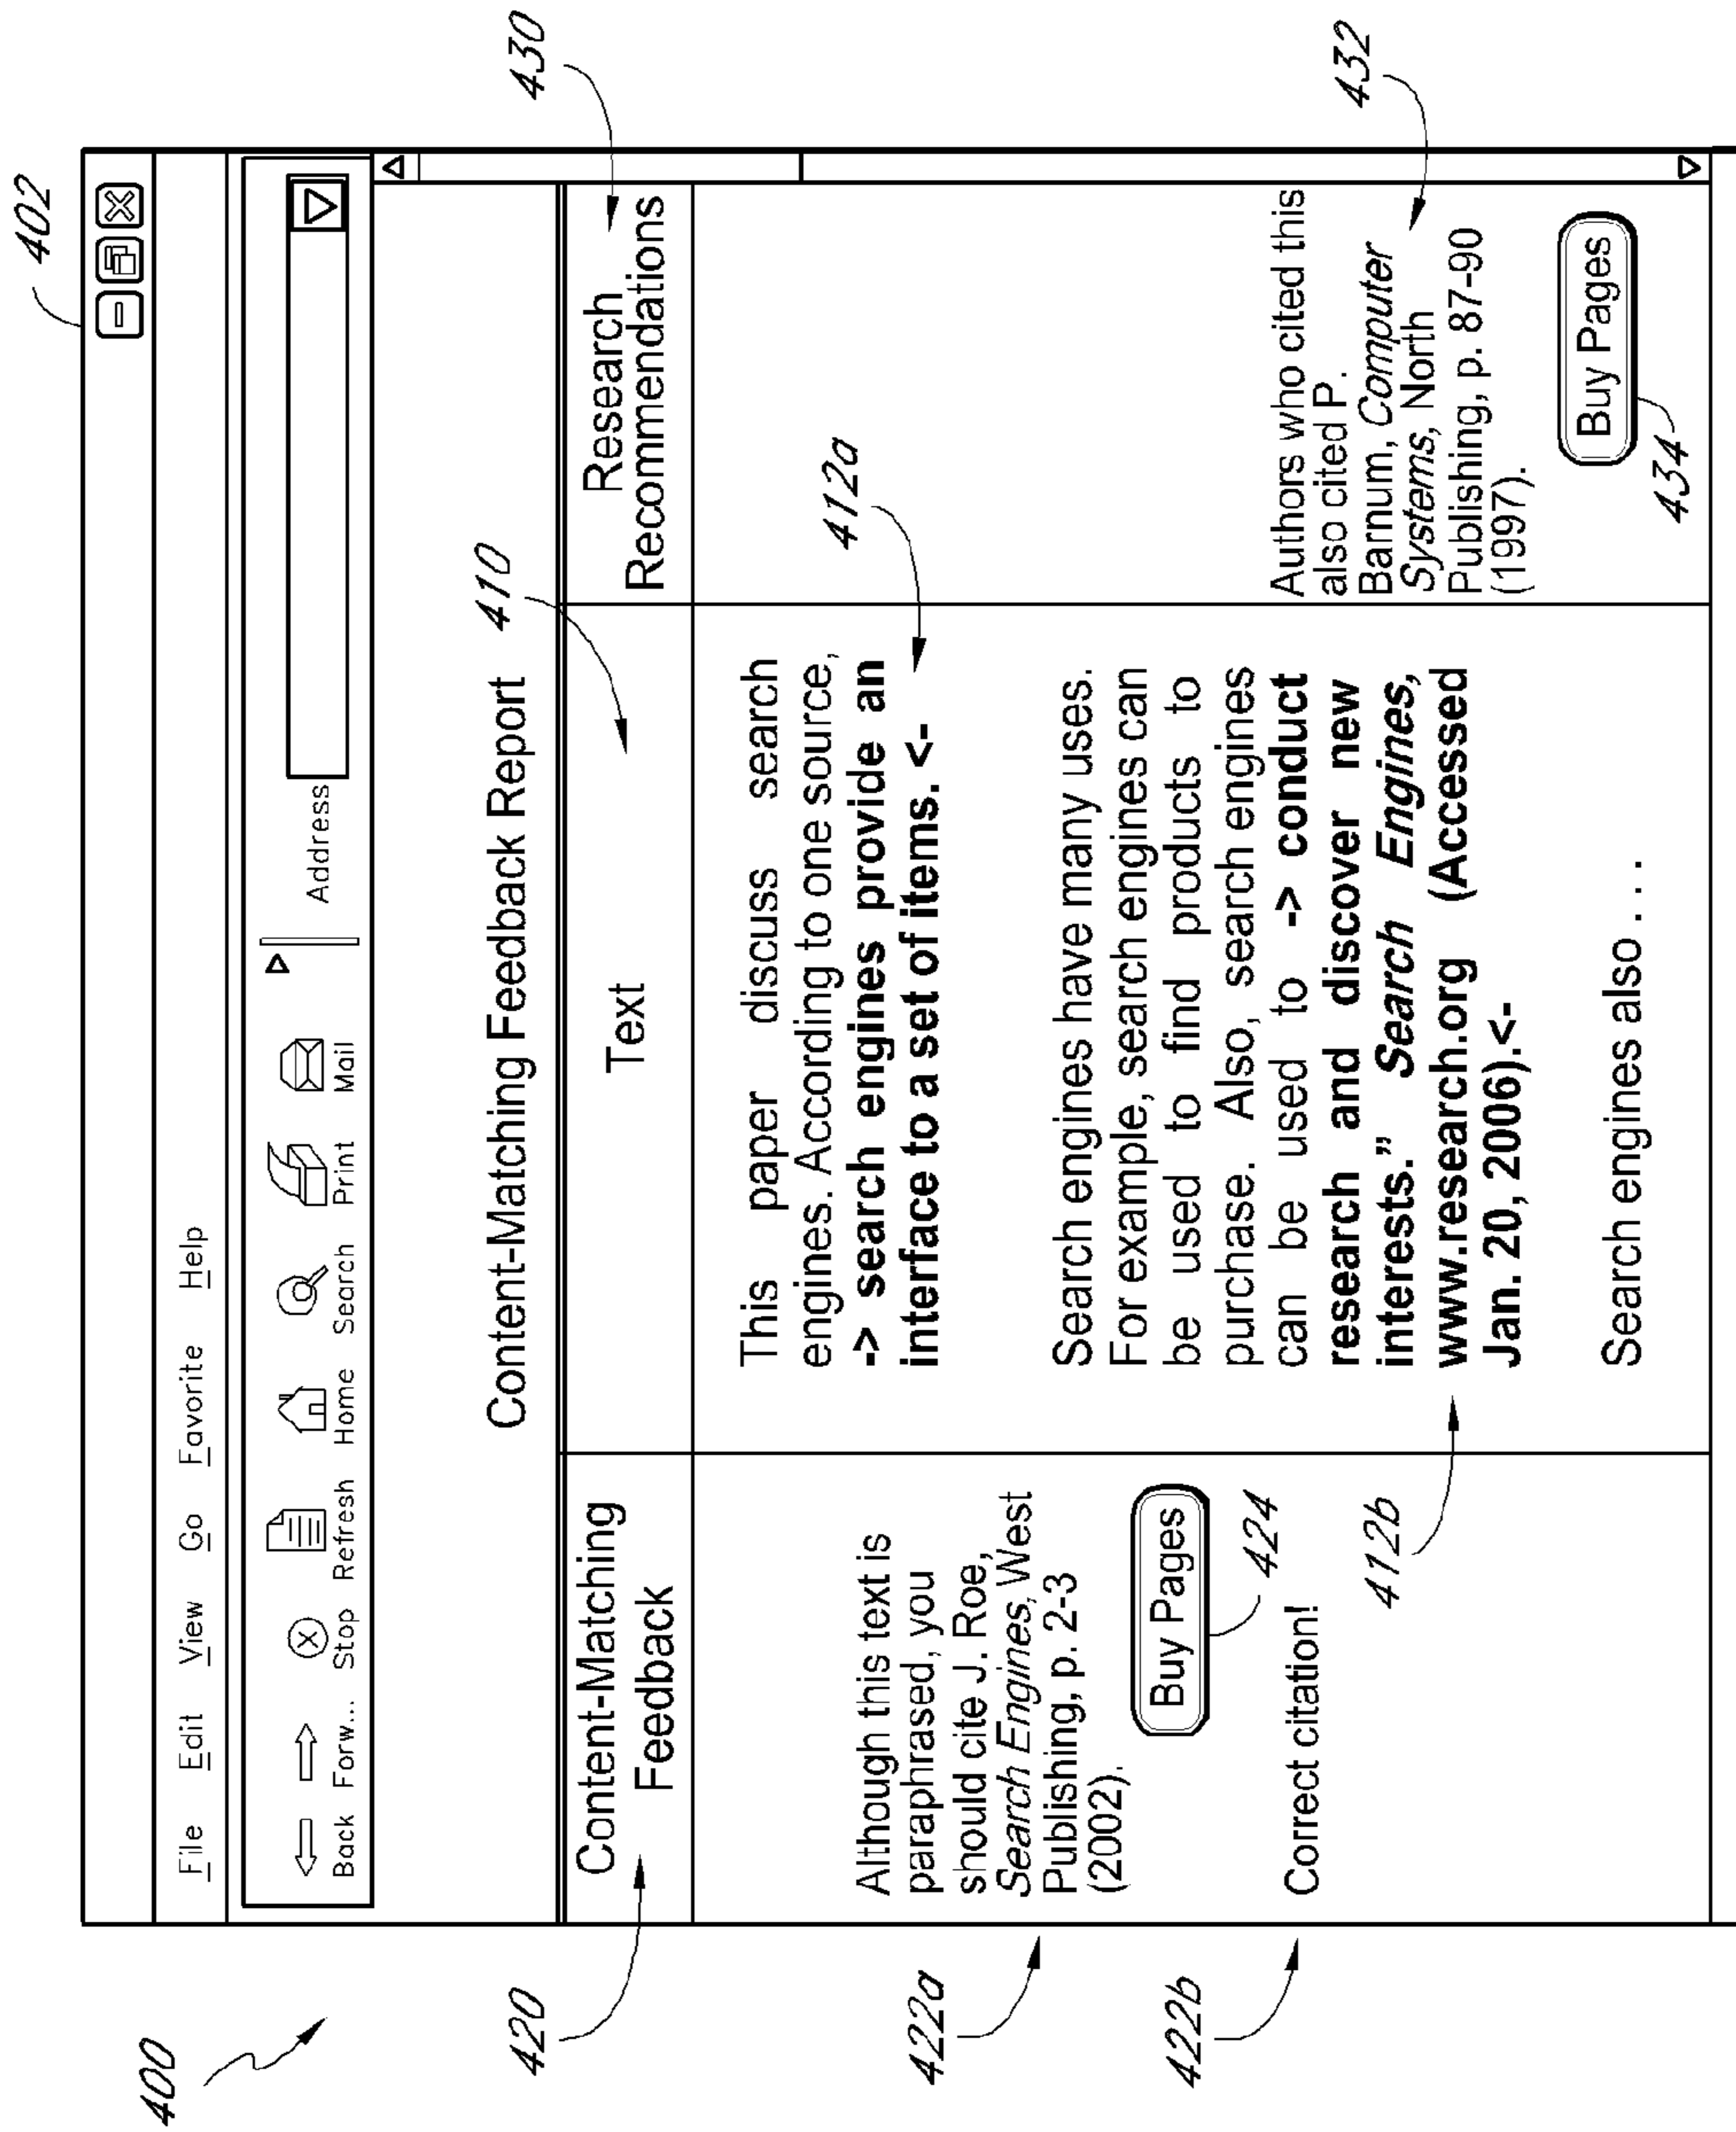 400
402
File Edit View Go Favorite Help
Back Forw... Stop Refresh Home Search Print Mail Address
Content-Matching Feedback Report
410
430
420
Content-Matching
Feedback
Text
Research
Recommendations
422a
Although this text is
paraphrased, you
should cite J. Roe,
Search Engines, West
Publishing, p. 2-3
(2002).
Buy Pages
424
422b
Correct citation!
412b
This paper discuss search
engines. According to one source,
-> search engines provide an
interface to a set of items. <-
412a
Search engines have many uses.
For example, search engines can
be used to find products to
purchase. Also, search engines
can be used to -> conduct
research and discover new
interests.” Search Engines,
www.research.org (Accessed
Jan. 20, 2006).<-
Search engines also . . . .
Authors who cited this
also cited P.
Barnum, Computer
Systems, North
Publishing, p. 87-90
(1997).
432
Buy Pages
434